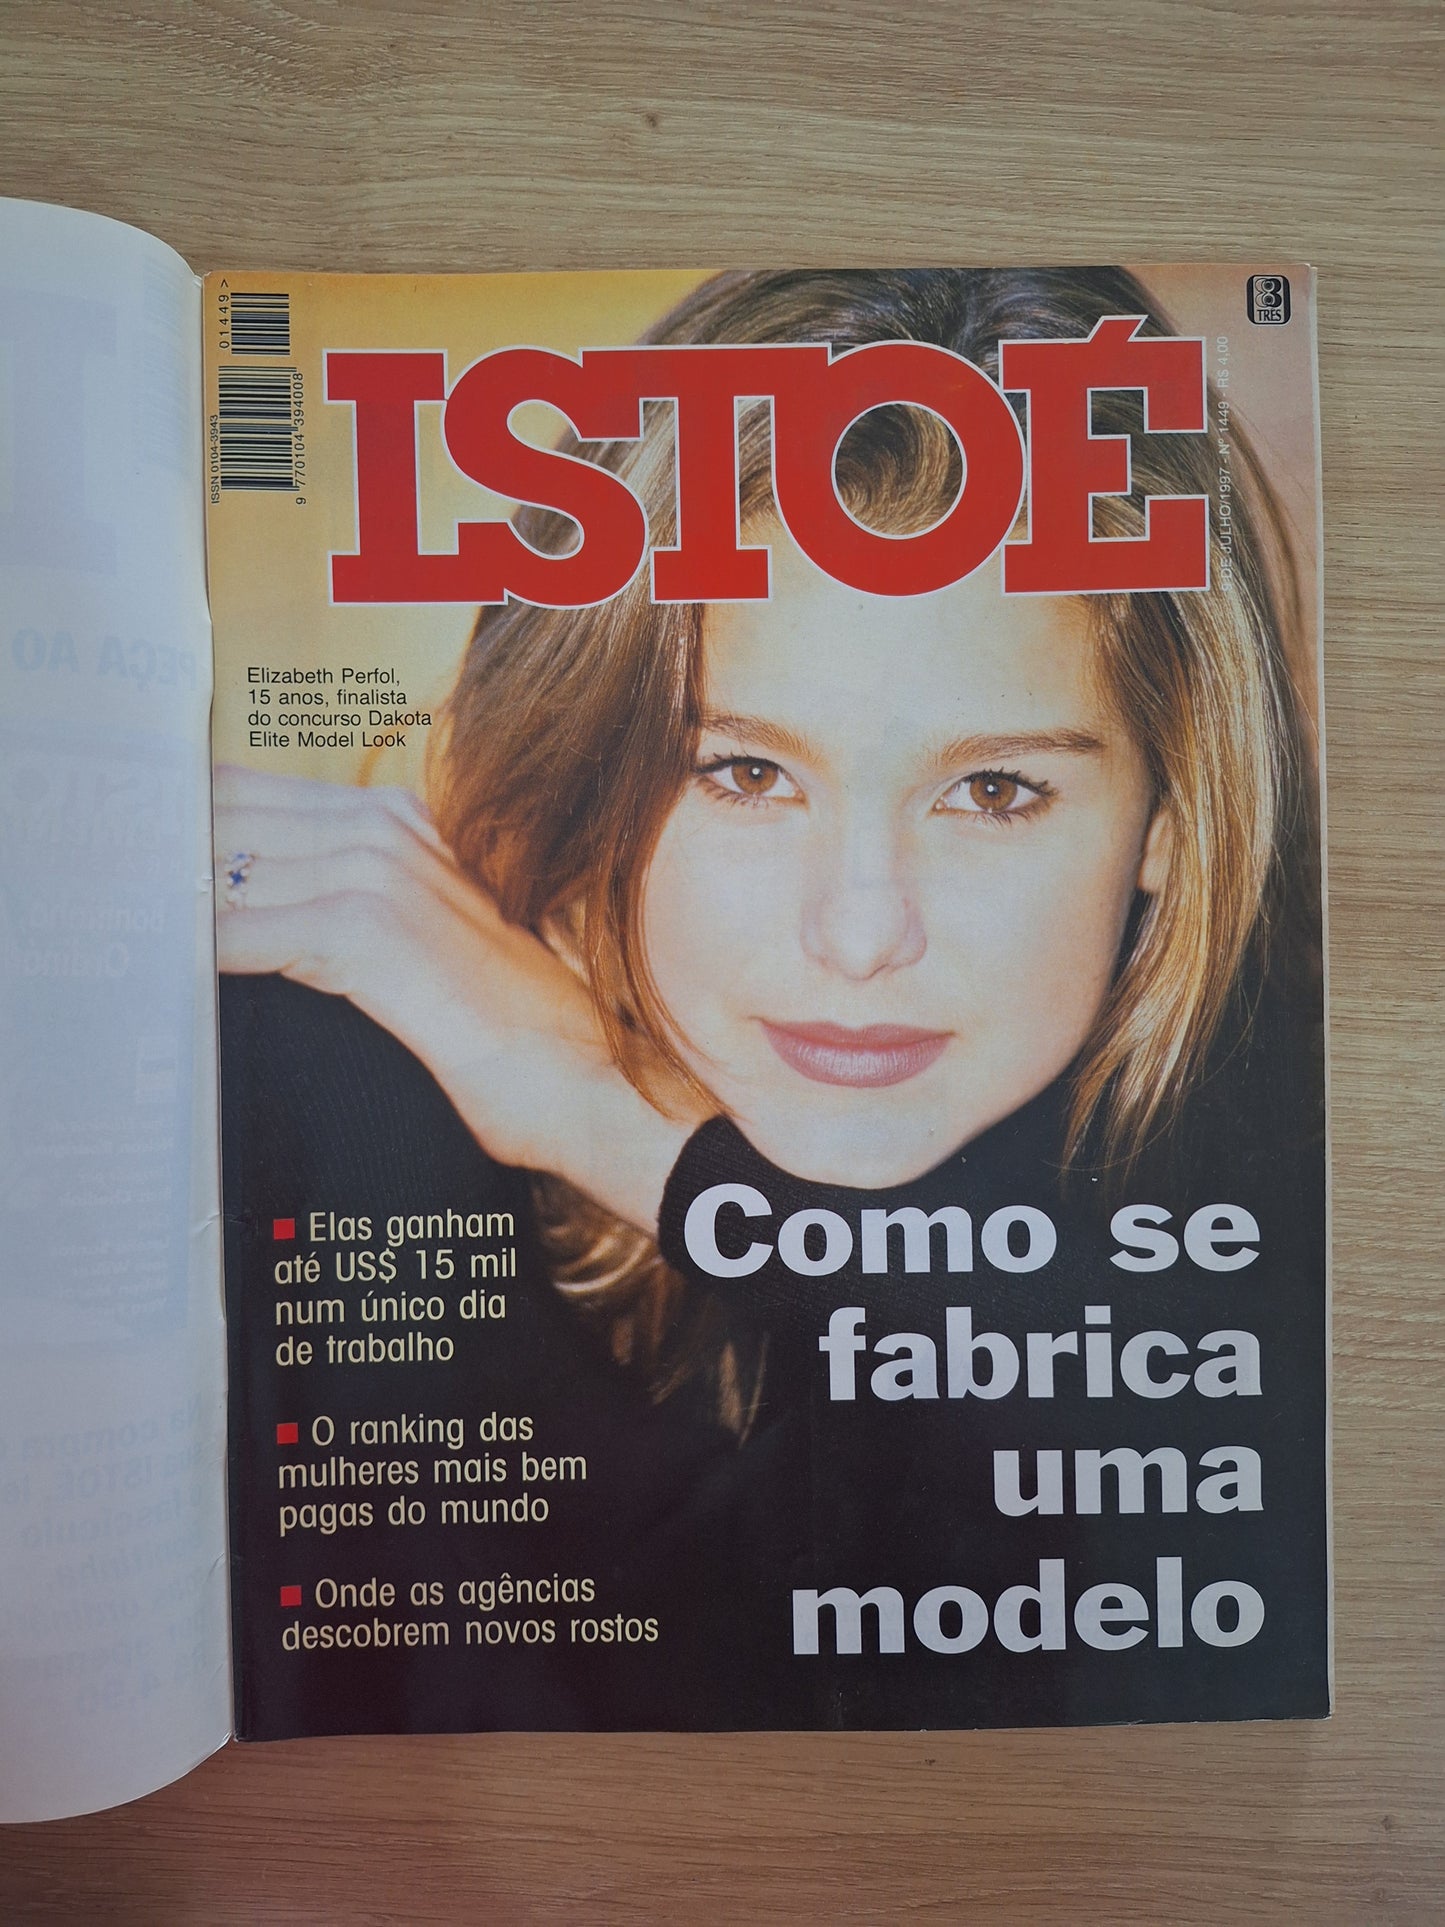 01449>
ISSN 0104-3943
9 770104 394008
ISTOÉ
TRÊS
9 DE JULHO/1997 - Nº 1449 - R$ 4,00
Elizabeth Perfol,
15 anos, finalista
do concurso Dakota
Elite Model Look
Elas ganham
até US$ 15 mil
num único dia
de trabalho
O ranking das
mulheres mais bem
pagas do mundo
Onde as agências
descobrem novos rostos
Como se
fabrica
uma
modelo
PEÇA AO